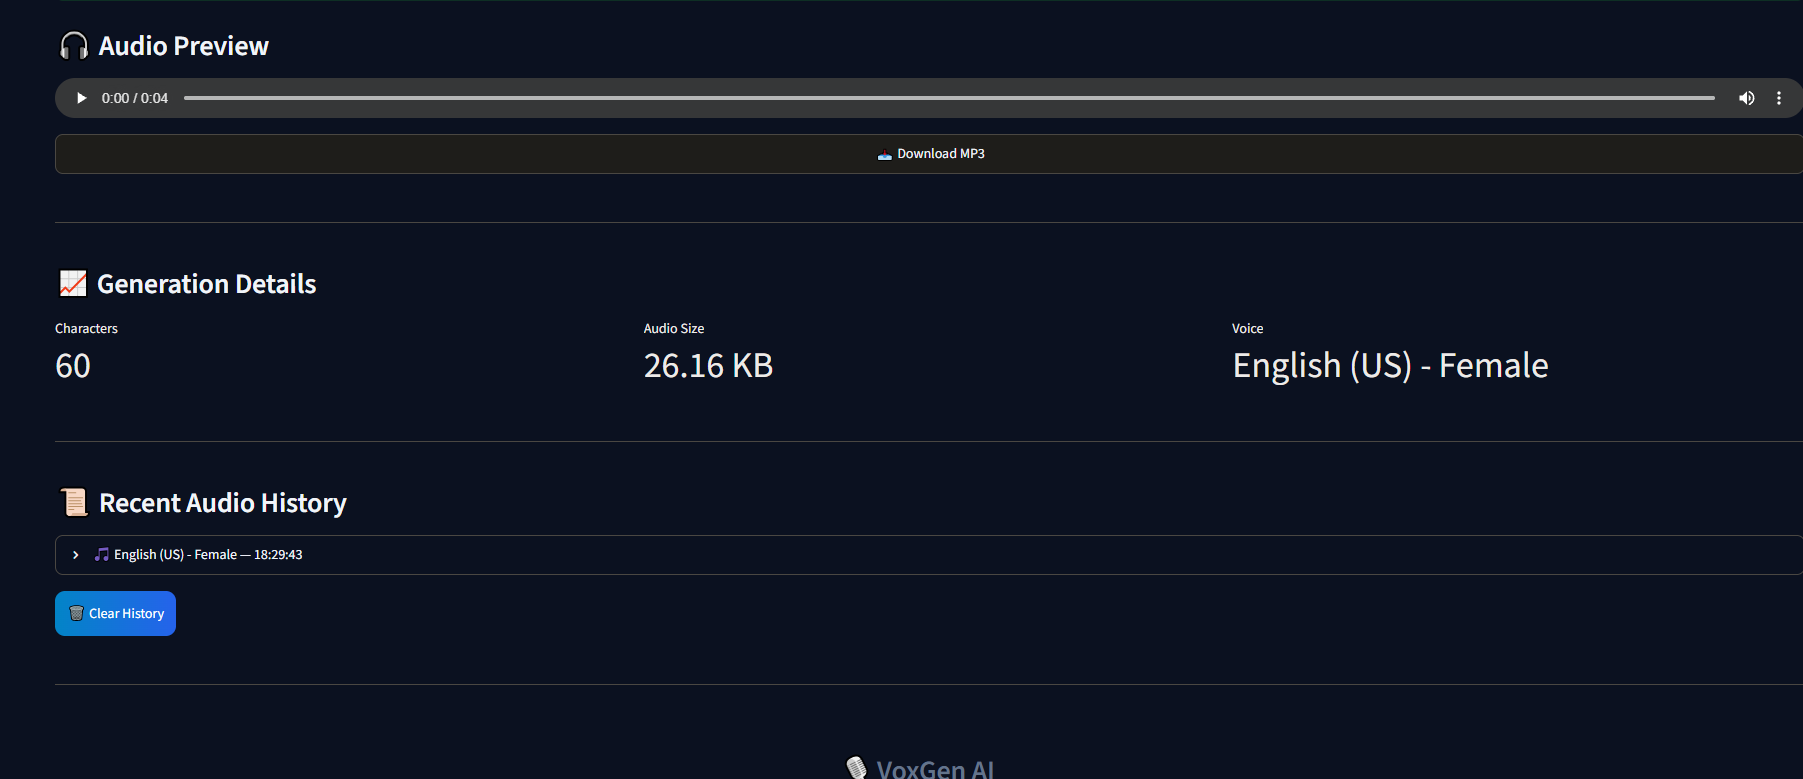 Audio Preview
0:00 / 0:04
Download MP3
Generation Details
Characters
Audio Size
Voice
60
26.16 KB
English (US) - Female
Recent Audio History
English (US) - Female — 18:29:43
Clear History
VoxGen AI